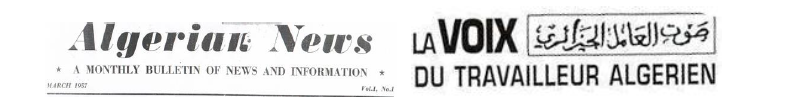 Algerian News
* A MONTHLY BULLETIN OF NEWS AND INFORMATION *
MARCH 1957 Vol.I, No.1
LA VOIX صوت العامل الجزائري
DU TRAVAILLEUR ALGERIEN